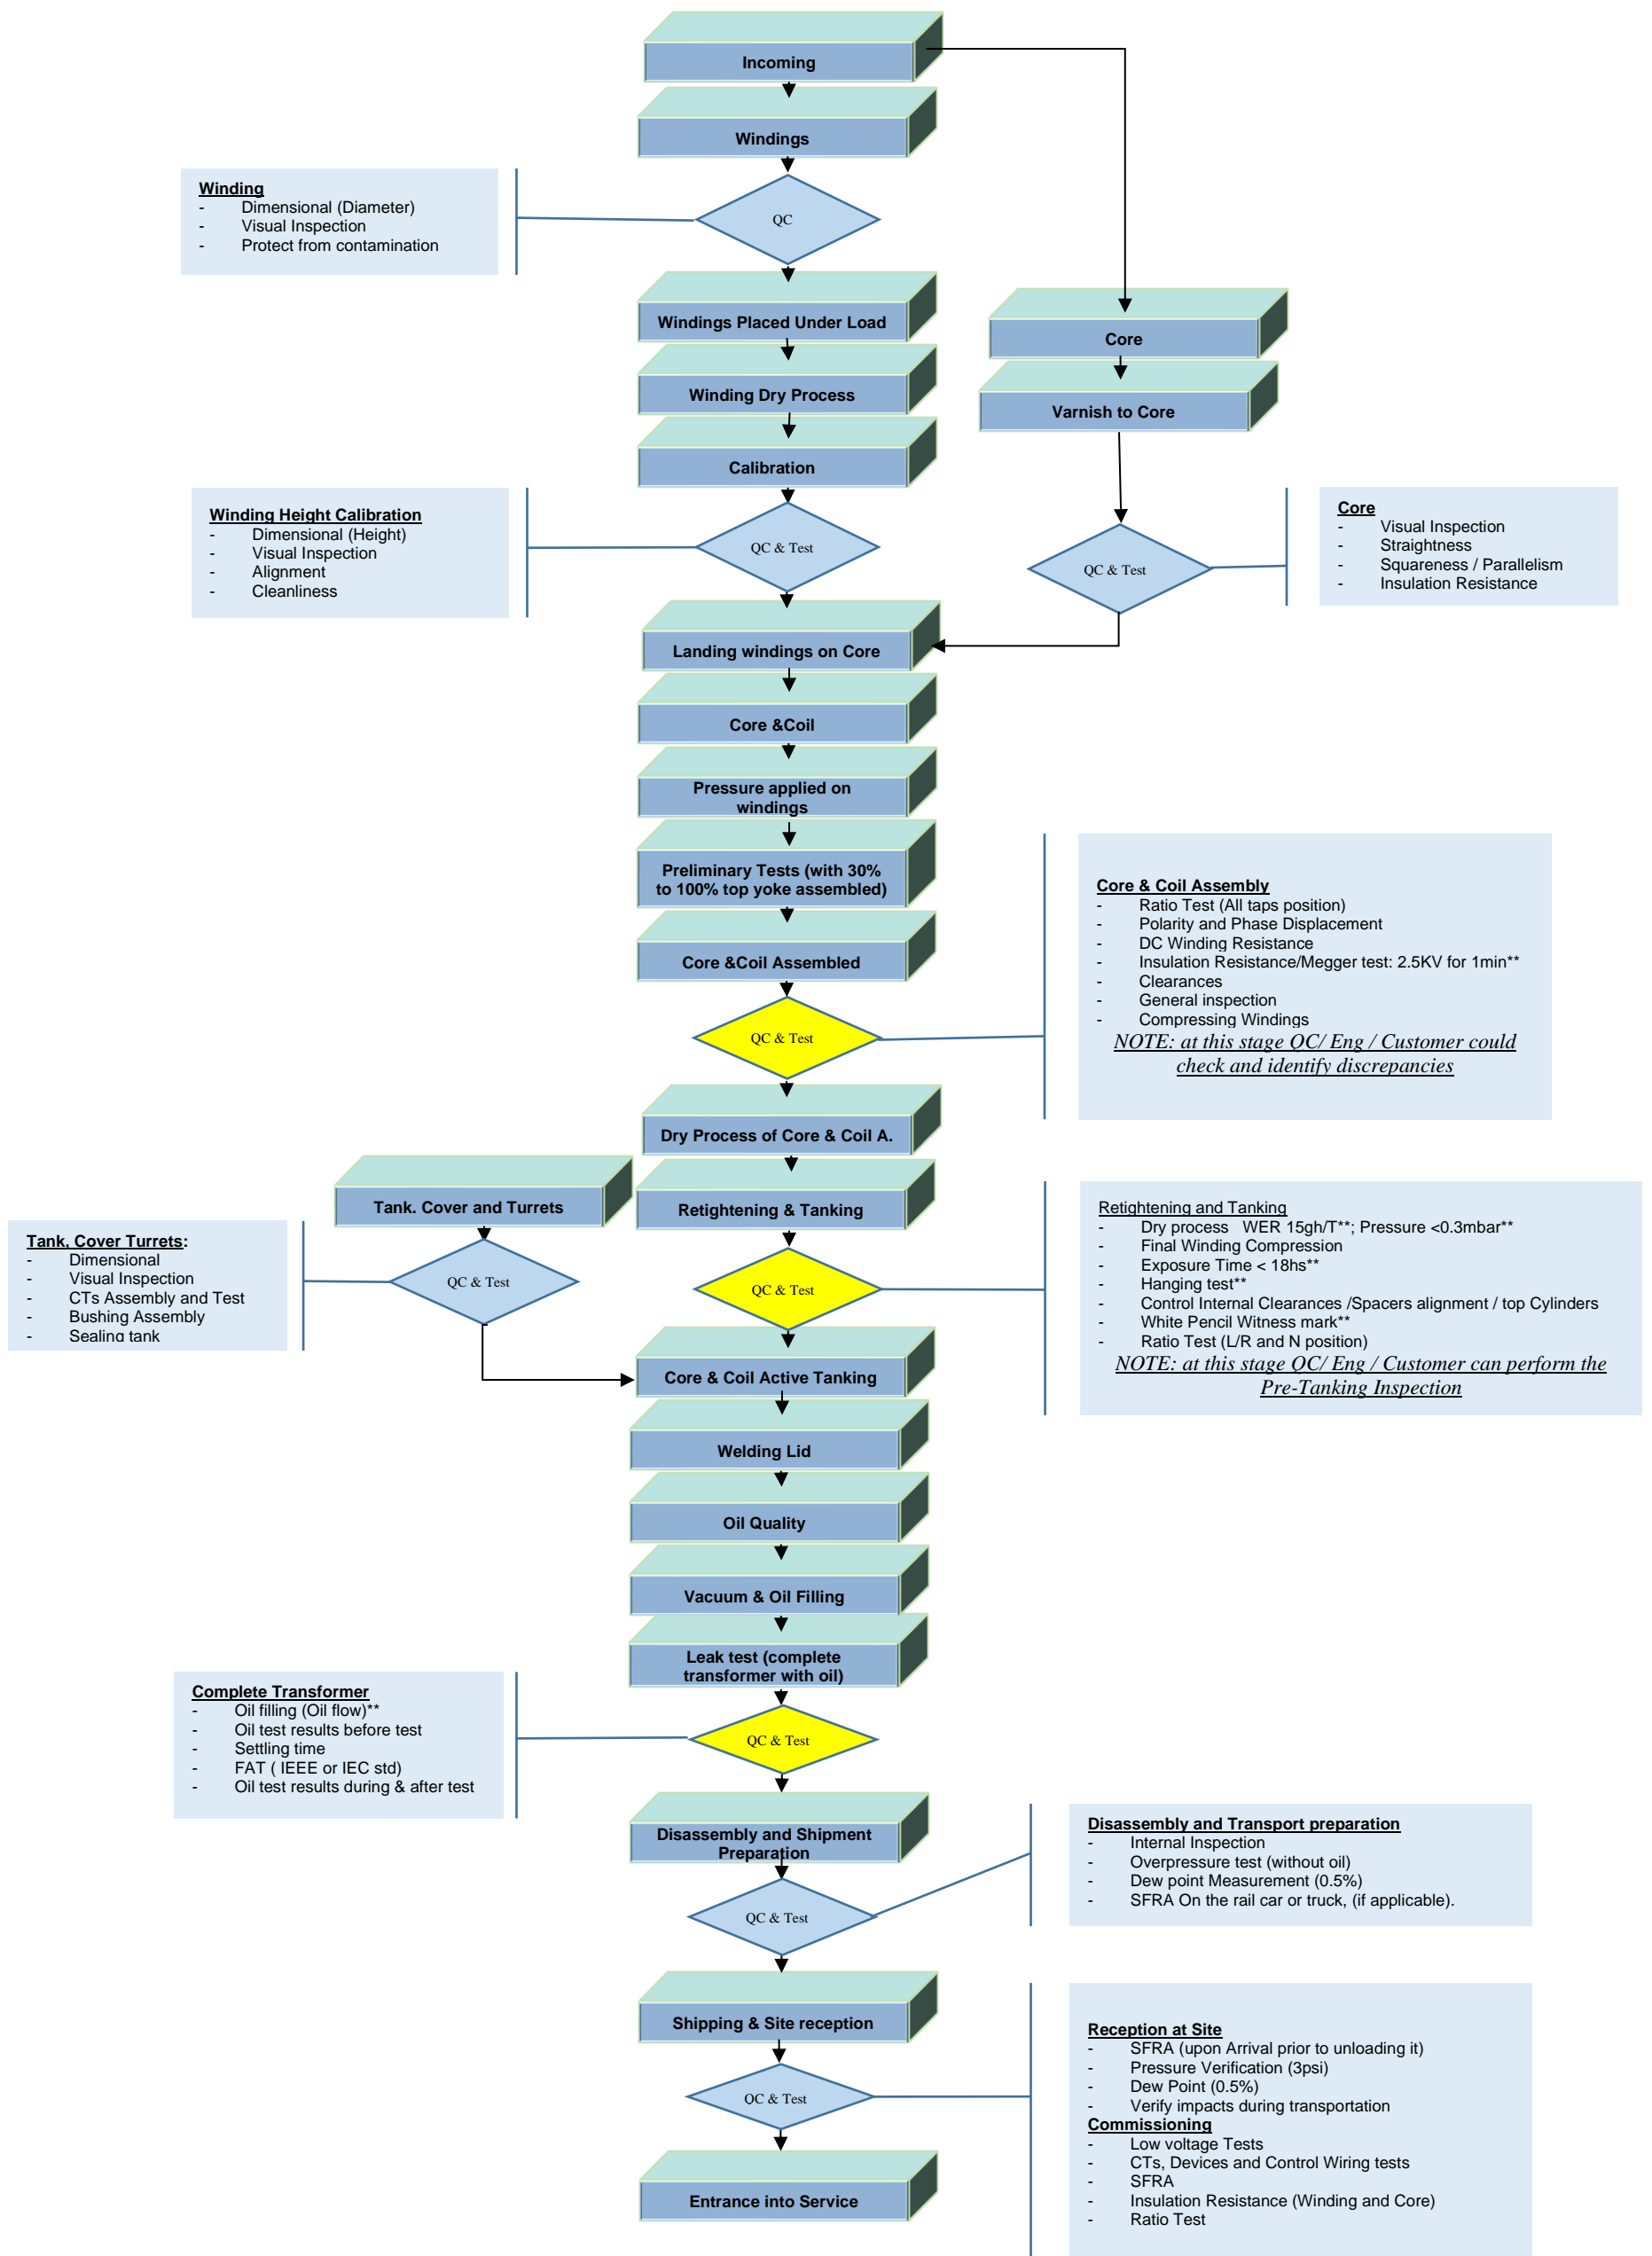 Incoming
Windings
Winding
- Dimensional (Diameter)
- Visual Inspection
- Protect from contamination
QC
Windings Placed Under Load
Core
Winding Dry Process
Varnish to Core
Calibration
Winding Height Calibration
- Dimensional (Height)
- Visual Inspection
- Alignment
- Cleanliness
QC & Test
QC & Test
Core
- Visual Inspection
- Straightness
- Squareness / Parallelism
- Insulation Resistance
Landing windings on Core
Core &Coil
Pressure applied on
windings
Preliminary Tests (with 30%
to 100% top yoke assembled)
Core &Coil Assembled
QC & Test
Core & Coil Assembly
- Ratio Test (All taps position)
- Polarity and Phase Displacement
- DC Winding Resistance
- Insulation Resistance/Megger test: 2.5KV for 1min**
- Clearances
- General inspection
- Compressing Windings
NOTE: at this stage QC/ Eng / Customer could
check and identify discrepancies
Dry Process of Core & Coil A.
Tank. Cover and Turrets
Retightening & Tanking
Tank, Cover Turrets:
- Dimensional
- Visual Inspection
- CTs Assembly and Test
- Bushing Assembly
- Sealing tank
QC & Test
QC & Test
Retightening and Tanking
- Dry process WER 15gh/T**; Pressure <0.3mbar**
- Final Winding Compression
- Exposure Time < 18hs**
- Hanging test**
- Control Internal Clearances /Spacers alignment / top Cylinders
- White Pencil Witness mark**
- Ratio Test (L/R and N position)
NOTE: at this stage QC/ Eng / Customer can perform the
Pre-Tanking Inspection
Core & Coil Active Tanking
Welding Lid
Oil Quality
Vacuum & Oil Filling
Leak test (complete
transformer with oil)
Complete Transformer
- Oil filling (Oil flow)**
- Oil test results before test
- Settling time
- FAT ( IEEE or IEC std)
- Oil test results during & after test
QC & Test
Disassembly and Shipment
Preparation
QC & Test
Disassembly and Transport preparation
- Internal Inspection
- Overpressure test (without oil)
- Dew point Measurement (0.5%)
- SFRA On the rail car or truck, (if applicable).
Shipping & Site reception
QC & Test
Reception at Site
- SFRA (upon Arrival prior to unloading it)
- Pressure Verification (3psi)
- Dew Point (0.5%)
- Verify impacts during transportation
Commissioning
- Low voltage Tests
- CTs, Devices and Control Wiring tests
- SFRA
- Insulation Resistance (Winding and Core)
- Ratio Test
Entrance into Service